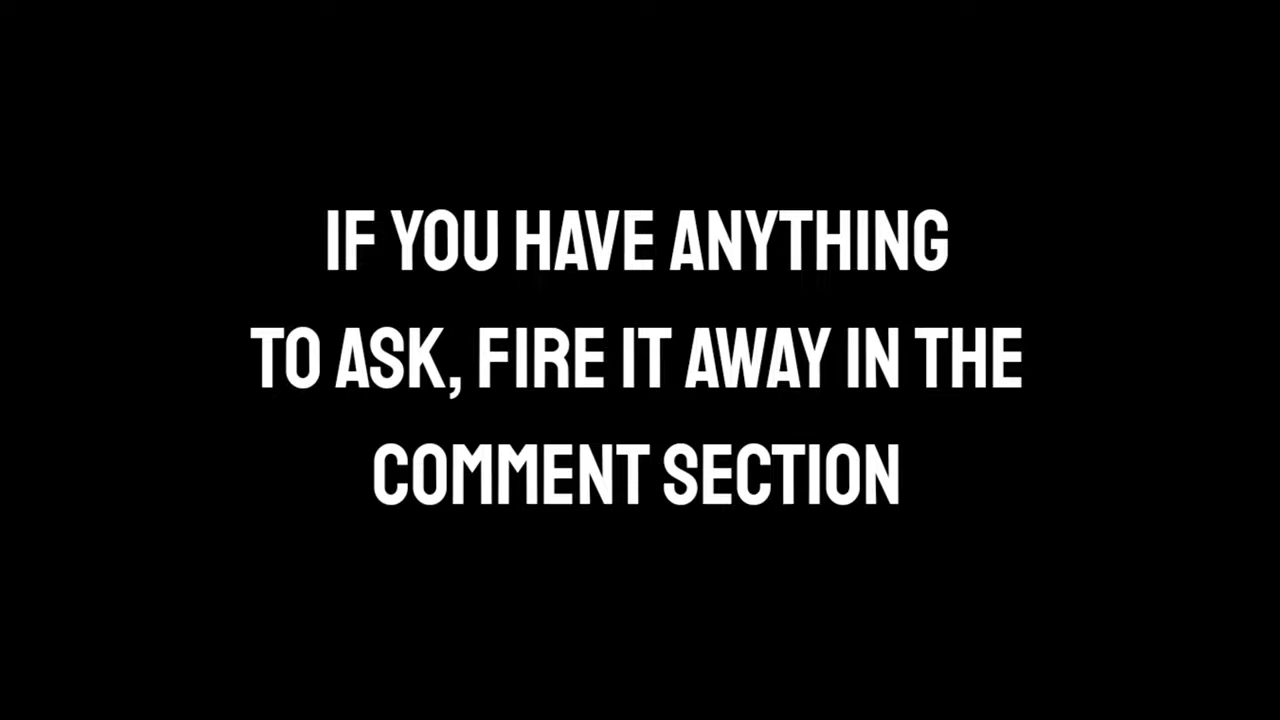 IF YOU HAVE ANYTHING
TO ASK, FIRE IT AWAY IN THE
COMMENT SECTION